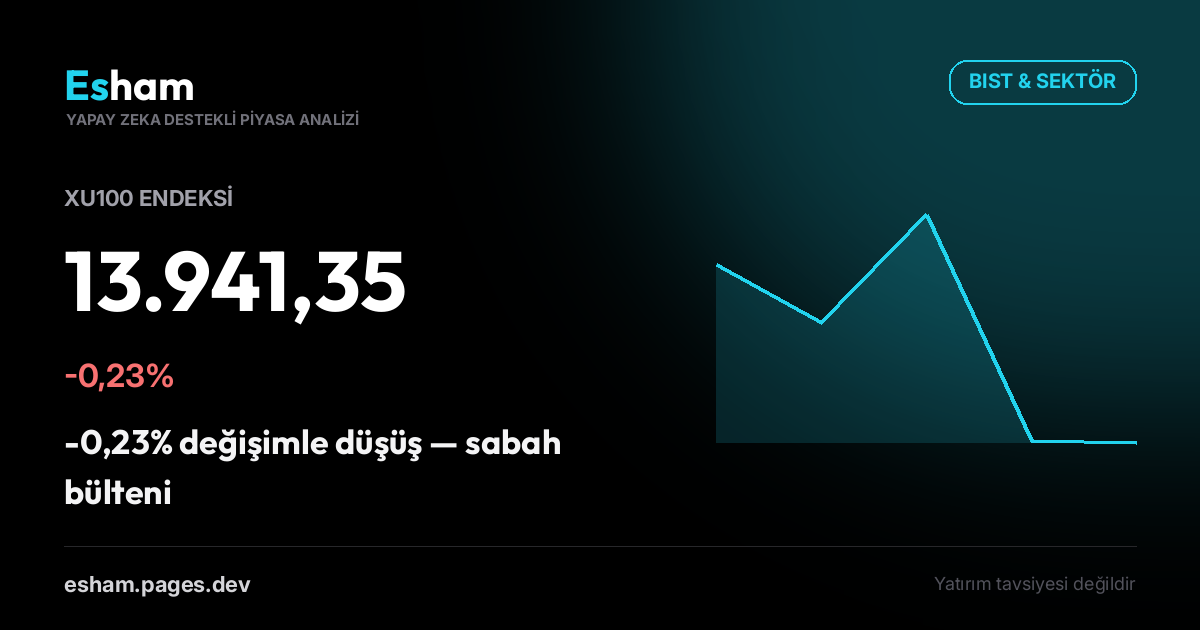 Esham
BIST & SEKTÖR
YAPAY ZEKA DESTEKLİ PİYASA ANALİZİ
XU100 ENDEKSİ
13.941,35
-0,23%
-0,23% değişimle düşüş — sabah
bülteni
esham.pages.dev
Yatırım tavsiyesi değildir